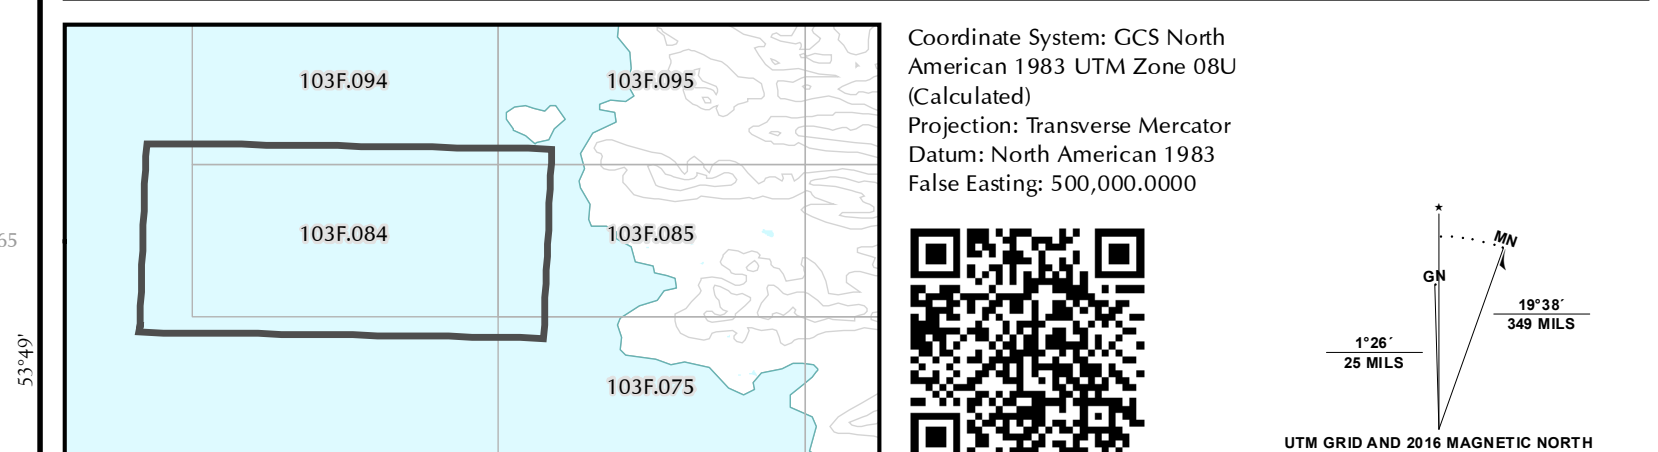 103F.094
103F.095
103F.084
103F.085
103F.075
65
53°49'
Coordinate System: GCS North
American 1983 UTM Zone 08U
(Calculated)
Projection: Transverse Mercator
Datum: North American 1983
False Easting: 500,000.0000
MN
GN
19°38´
349 MILS
1°26´
25 MILS
UTM GRID AND 2016 MAGNETIC NORTH